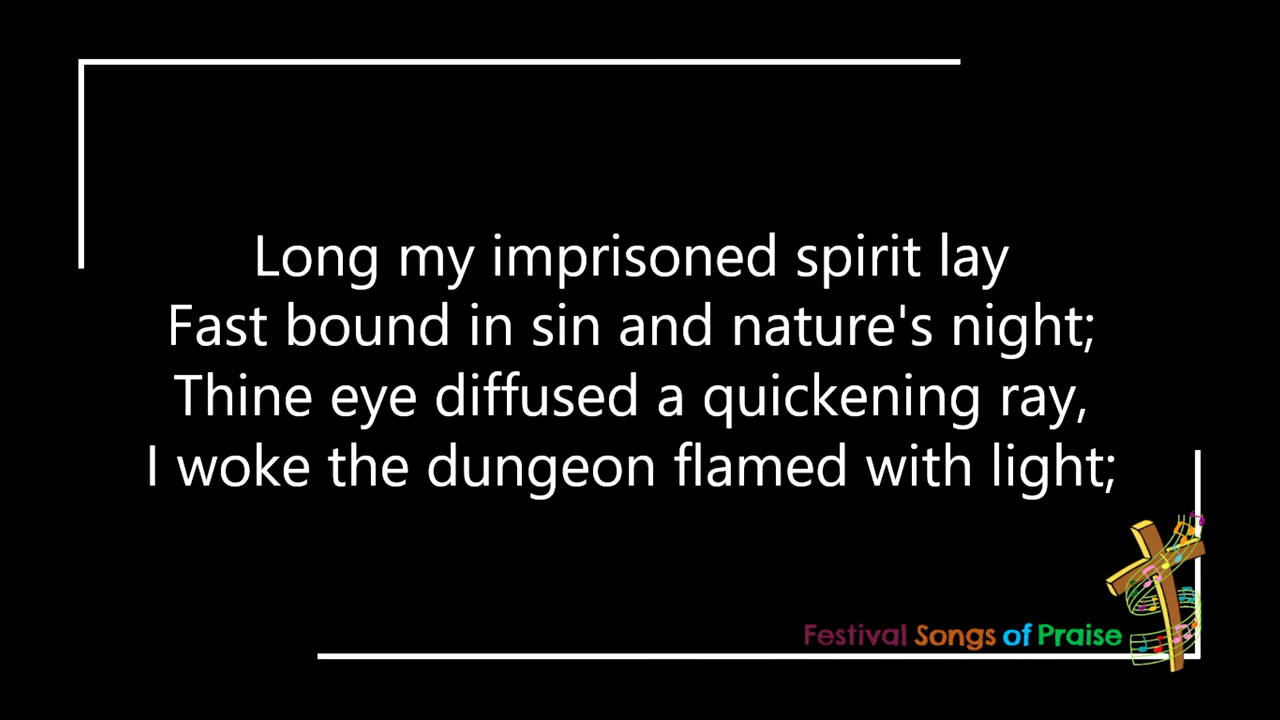 Long my imprisoned spirit lay
Fast bound in sin and nature's night;
Thine eye diffused a quickening ray,
I woke the dungeon flamed with light;
Festival Songs of Praise